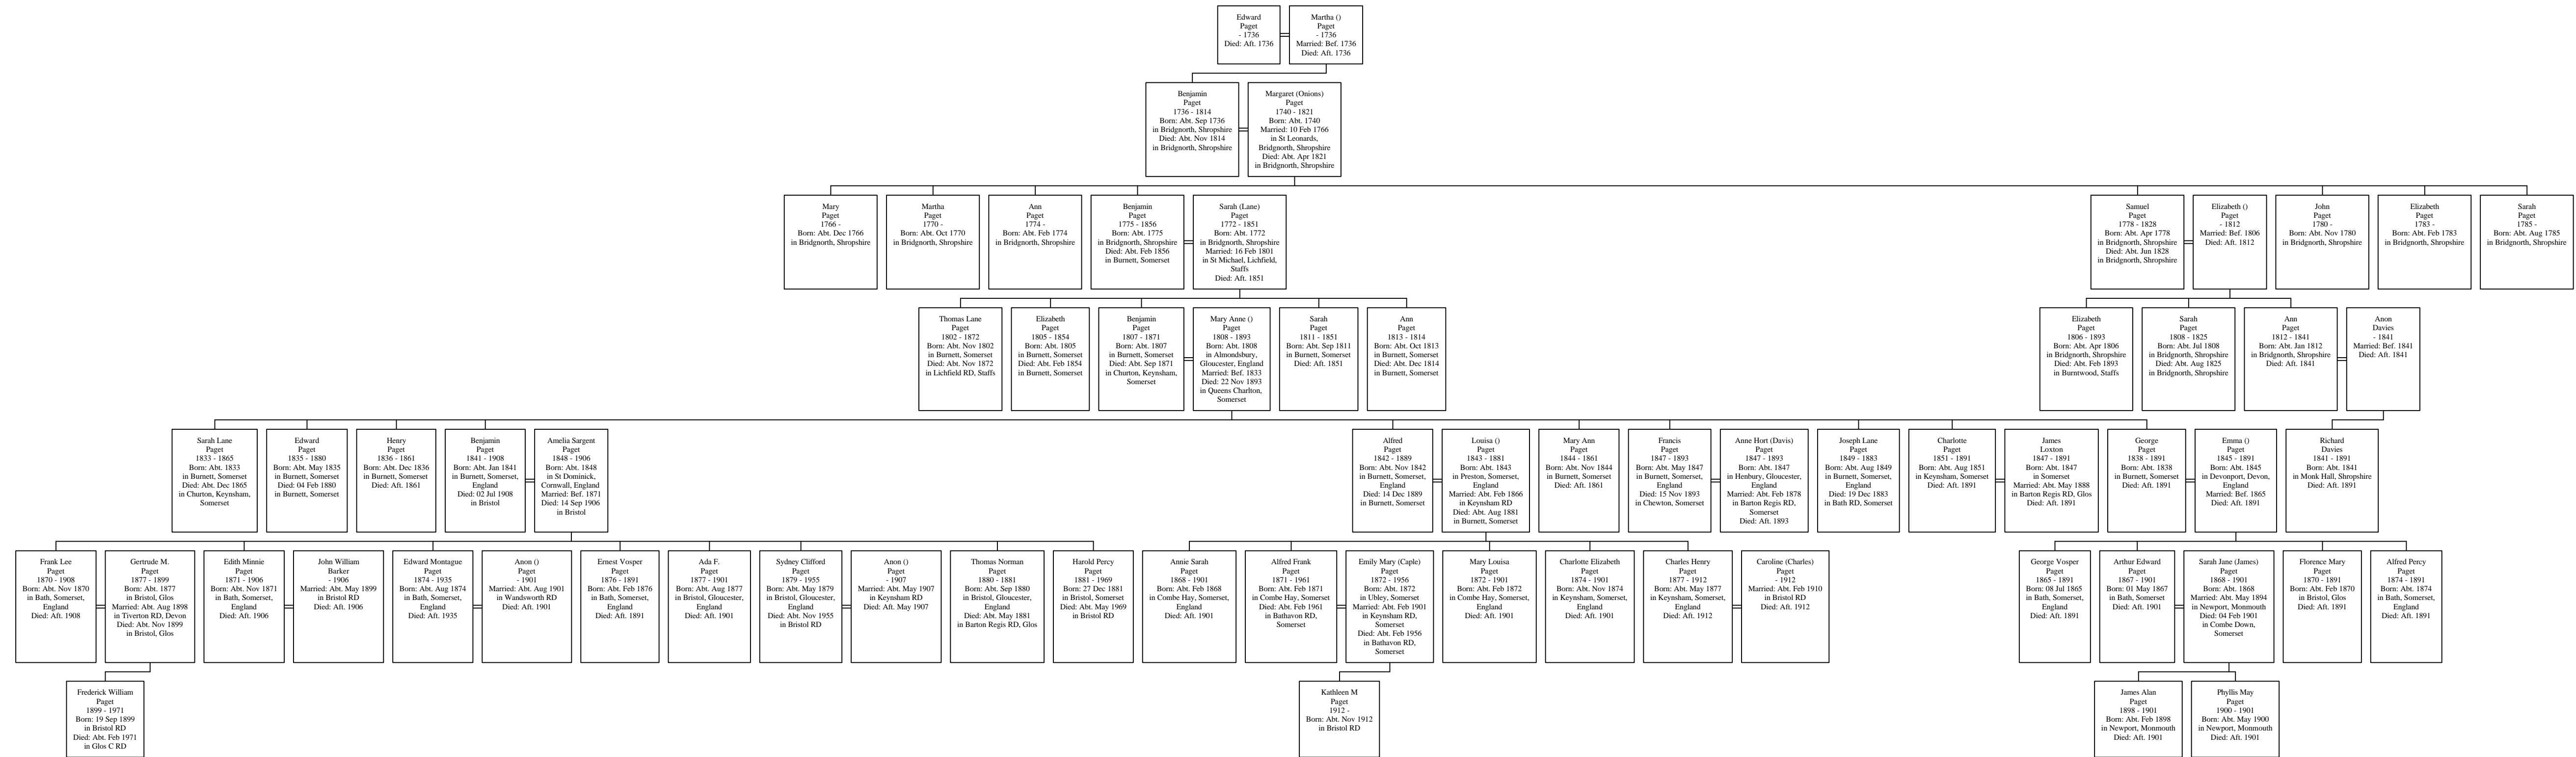 Edward
Paget
- 1736
Died: Aft. 1736
Martha ()
Paget
- 1736
Married: Bef. 1736
Died: Aft. 1736
Benjamin
Paget
1736 - 1814
Born: Abt. Sep 1736
in Bridgnorth, Shropshire
Died: Abt. Nov 1814
in Bridgnorth, Shropshire
Margaret (Onions)
Paget
1740 - 1821
Born: Abt. 1740
Married: 10 Feb 1766
in St Leonards,
Bridgnorth, Shropshire
Died: Abt. Apr 1821
in Bridgnorth, Shropshire
Mary
Paget
1766 -
Born: Abt. Dec 1766
in Bridgnorth, Shropshire
Martha
Paget
1770 -
Born: Abt. Oct 1770
in Bridgnorth, Shropshire
Ann
Paget
1774 -
Born: Abt. Feb 1774
in Bridgnorth, Shropshire
Benjamin
Paget
1775 - 1856
Born: Abt. 1775
in Bridgnorth, Shropshire
Died: Abt. Feb 1856
in Burnett, Somerset
Sarah (Lane)
Paget
1772 - 1851
Born: Abt. 1772
in Bridgnorth, Shropshire
Married: 16 Feb 1801
in St Michael, Lichfield,
Staffs
Died: Aft. 1851
Samuel
Paget
1778 - 1828
Born: Abt. Apr 1778
in Bridgnorth, Shropshire
Died: Abt. Jun 1828
in Bridgnorth, Shropshire
Elizabeth ()
Paget
- 1812
Married: Bef. 1806
Died: Aft. 1812
John
Paget
1780 -
Born: Abt. Nov 1780
in Bridgnorth, Shropshire
Elizabeth
Paget
1783 -
Born: Abt. Feb 1783
in Bridgnorth, Shropshire
Sarah
Paget
1785 -
Born: Abt. Aug 1785
in Bridgnorth, Shropshire
Thomas Lane
Paget
1802 - 1872
Born: Abt. Nov 1802
in Burnett, Somerset
Died: Abt. Nov 1872
in Lichfield RD, Staffs
Elizabeth
Paget
1805 - 1854
Born: Abt. 1805
in Burnett, Somerset
Died: Abt. Feb 1854
in Burnett, Somerset
Benjamin
Paget
1807 - 1871
Born: Abt. 1807
in Burnett, Somerset
Died: Abt. Sep 1871
in Churton, Keynsham,
Somerset
Mary Anne ()
Paget
1808 - 1893
Born: Abt. 1808
in Almondsbury,
Gloucester, England
Married: Bef. 1833
Died: 22 Nov 1893
in Queens Charlton,
Somerset
Sarah
Paget
1811 - 1851
Born: Abt. Sep 1811
in Burnett, Somerset
Died: Aft. 1851
Ann
Paget
1813 - 1814
Born: Abt. Oct 1813
in Burnett, Somerset
Died: Abt. Dec 1814
in Burnett, Somerset
Elizabeth
Paget
1806 - 1893
Born: Abt. Apr 1806
in Bridgnorth, Shropshire
Died: Abt. Feb 1893
in Burntwood, Staffs
Sarah
Paget
1808 - 1825
Born: Abt. Jul 1808
in Bridgnorth, Shropshire
Died: Abt. Aug 1825
in Bridgnorth, Shropshire
Ann
Paget
1812 - 1841
Born: Abt. Jan 1812
in Bridgnorth, Shropshire
Died: Aft. 1841
Anon
Davies
- 1841
Married: Bef. 1841
Died: Aft. 1841
Sarah Lane
Paget
1833 - 1865
Born: Abt. 1833
in Burnett, Somerset
Died: Abt. Dec 1865
in Churton, Keynsham,
Somerset
Edward
Paget
1835 - 1880
Born: Abt. May 1835
in Burnett, Somerset
Died: 04 Feb 1880
in Burnett, Somerset
Henry
Paget
1836 - 1861
Born: Abt. Dec 1836
in Burnett, Somerset
Died: Aft. 1861
Benjamin
Paget
1841 - 1908
Born: Abt. Jan 1841
in Burnett, Somerset,
England
Died: 02 Jul 1908
in Bristol
Amelia Sargent
Paget
1848 - 1906
Born: Abt. 1848
in St Dominick,
Cornwall, England
Married: Bef. 1871
Died: 14 Sep 1906
in Bristol
Alfred
Paget
1842 - 1889
Born: Abt. Nov 1842
in Burnett, Somerset,
England
Died: 14 Dec 1889
in Burnett, Somerset
Louisa ()
Paget
1843 - 1881
Born: Abt. 1843
in Preston, Somerset,
England
Married: Abt. Feb 1866
in Keynsham RD
Died: Abt. Aug 1881
in Burnett, Somerset
Mary Ann
Paget
1844 - 1861
Born: Abt. Nov 1844
in Burnett, Somerset
Died: Aft. 1861
Francis
Paget
1847 - 1893
Born: Abt. May 1847
in Burnett, Somerset,
England
Died: 15 Nov 1893
in Chewton, Somerset
Anne Hort (Davis)
Paget
1847 - 1893
Born: Abt. 1847
in Henbury, Gloucester,
England
Married: Abt. Feb 1878
in Barton Regis RD,
Somerset
Died: Aft. 1893
Joseph Lane
Paget
1849 - 1883
Born: Abt. Aug 1849
in Burnett, Somerset,
England
Died: 19 Dec 1883
in Bath RD, Somerset
Charlotte
Paget
1851 - 1891
Born: Abt. Aug 1851
in Keynsham, Somerset
Died: Aft. 1891
James
Loxton
1847 - 1891
Born: Abt. 1847
in Somerset
Married: Abt. May 1888
in Barton Regis RD, Glos
Died: Aft. 1891
George
Paget
1838 - 1891
Born: Abt. 1838
in Burnett, Somerset
Died: Aft. 1891
Emma ()
Paget
1845 - 1891
Born: Abt. 1845
in Devonport, Devon,
England
Married: Bef. 1865
Died: Aft. 1891
Richard
Davies
1841 - 1891
Born: Abt. 1841
in Monk Hall, Shropshire
Died: Aft. 1891
Frank Lee
Paget
1870 - 1908
Born: Abt. Nov 1870
in Bath, Somerset,
England
Died: Aft. 1908
Gertrude M.
Paget
1877 - 1899
Born: Abt. 1877
in Bristol, Glos
Married: Abt. Aug 1898
in Tiverton RD, Devon
Died: Abt. Nov 1899
in Bristol, Glos
Edith Minnie
Paget
1871 - 1906
Born: Abt. Nov 1871
in Bath, Somerset,
England
Died: Aft. 1906
John William
Barker
- 1906
Married: Abt. May 1899
in Bristol RD
Died: Aft. 1906
Edward Montague
Paget
1874 - 1935
Born: Abt. Aug 1874
in Bath, Somerset,
England
Died: Aft. 1935
Anon ()
Paget
- 1901
Married: Abt. Aug 1901
in Wandsworth RD
Died: Aft. 1901
Ernest Vosper
Paget
1876 - 1891
Born: Abt. Feb 1876
in Bath, Somerset,
England
Died: Aft. 1891
Ada F.
Paget
1877 - 1901
Born: Abt. Aug 1877
in Bristol, Gloucester,
England
Died: Aft. 1901
Sydney Clifford
Paget
1879 - 1955
Born: Abt. May 1879
in Bristol, Gloucester,
England
Died: Abt. Nov 1955
in Bristol RD
Anon ()
Paget
- 1907
Married: Abt. May 1907
in Keynsham RD
Died: Aft. May 1907
Thomas Norman
Paget
1880 - 1881
Born: Abt. Sep 1880
in Bristol, Gloucester,
England
Died: Abt. May 1881
in Barton Regis RD, Glos
Harold Percy
Paget
1881 - 1969
Born: 27 Dec 1881
in Bristol, Somerset
Died: Abt. May 1969
in Bristol RD
Annie Sarah
Paget
1868 - 1901
Born: Abt. Feb 1868
in Combe Hay, Somerset,
England
Died: Aft. 1901
Alfred Frank
Paget
1871 - 1961
Born: Abt. Feb 1871
in Combe Hay, Somerset
Died: Abt. Feb 1961
in Bathavon RD,
Somerset
Emily Mary (Caple)
Paget
1872 - 1956
Born: Abt. 1872
in Ubley, Somerset
Married: Abt. Feb 1901
in Keynsham RD,
Somerset
Died: Abt. Feb 1956
in Bathavon RD,
Somerset
Mary Louisa
Paget
1872 - 1901
Born: Abt. Feb 1872
in Combe Hay, Somerset,
England
Died: Aft. 1901
Charlotte Elizabeth
Paget
1874 - 1901
Born: Abt. Nov 1874
in Keynsham, Somerset,
England
Died: Aft. 1901
Charles Henry
Paget
1877 - 1912
Born: Abt. May 1877
in Keynsham, Somerset,
England
Died: Aft. 1912
Caroline (Charles)
Paget
- 1912
Married: Abt. Feb 1910
in Bristol RD
Died: Aft. 1912
George Vosper
Paget
1865 - 1891
Born: 08 Jul 1865
in Bath, Somerset,
England
Died: Aft. 1891
Arthur Edward
Paget
1867 - 1901
Born: 01 May 1867
in Bath, Somerset
Died: Aft. 1901
Sarah Jane (James)
Paget
1868 - 1901
Born: Abt. 1868
Married: Abt. May 1894
in Newport, Monmouth
Died: 04 Feb 1901
in Combe Down,
Somerset
Florence Mary
Paget
1870 - 1891
Born: Abt. Feb 1870
in Bristol, Glos
Died: Aft. 1891
Alfred Percy
Paget
1874 - 1891
Born: Abt. 1874
in Bath, Somerset,
England
Died: Aft. 1891
Frederick William
Paget
1899 - 1971
Born: 19 Sep 1899
in Bristol RD
Died: Abt. Feb 1971
in Glos C RD
Kathleen M
Paget
1912 -
Born: Abt. Nov 1912
in Bristol RD
James Alan
Paget
1898 - 1901
Born: Abt. Feb 1898
in Newport, Monmouth
Died: Aft. 1901
Phyllis May
Paget
1900 - 1901
Born: Abt. May 1900
in Newport, Monmouth
Died: Aft. 1901